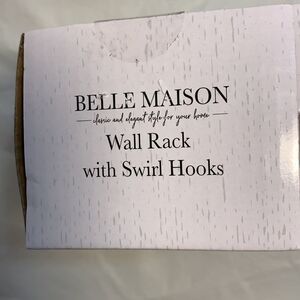 BELLE MAISON
classic and elegant style for your home
Wall Rack
with Swirl Hooks